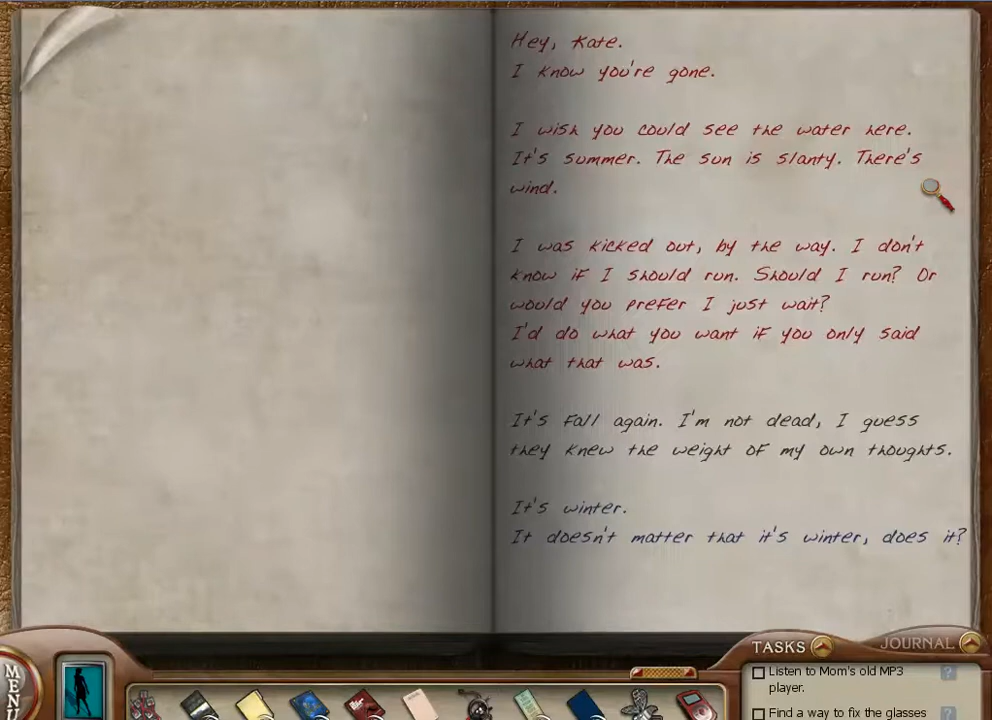 Hey, Kate.
I know you're gone.
I wish you could see the water here.
It's summer. The sun is slanty. There's
wind.
I was kicked out, by the way. I don't
know if I should run. Should I run? Or
would you prefer I just wait?
I'd do what you want if you only said
what that was.
It's fall again. I'm not dead, I guess
they knew the weight of my own thoughts.
It's winter.
It doesn't matter that it's winter, does it?
MENU
TASKS
JOURNAL
Listen to Mom's old MP3
player.
?
Find a way to fix the glasses
?